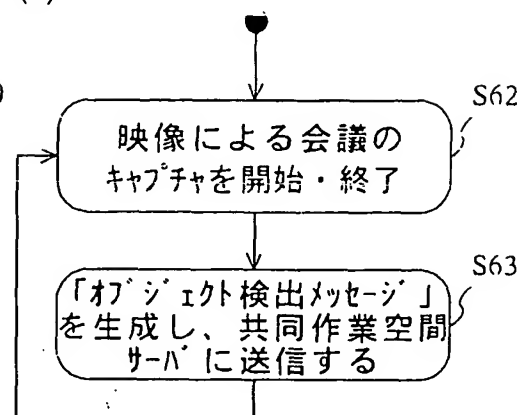 S62
映像による会議の
ｷｬﾌﾟﾁｬを開始・終了
S63
「ｵﾌﾞｼﾞｪｸﾄ検出ﾒｯｾｰｼﾞ」
を生成し、共同作業空間
ｻｰﾊﾞに送信する